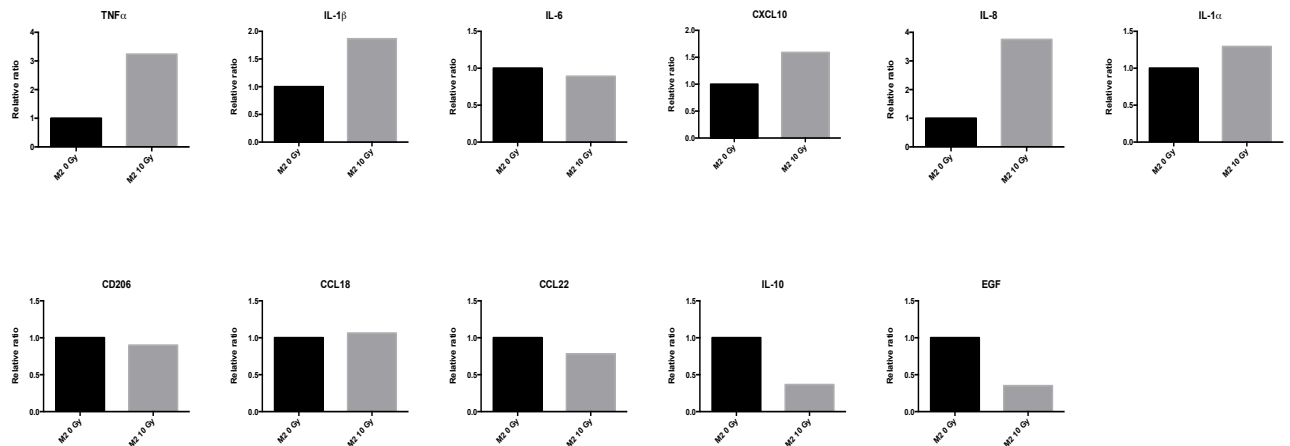 TNFα
Relative ratio
4
3
2
1
0
M2 0 Gy
M2 10 Gy
IL-1β
Relative ratio
2.0
1.5
1.0
0.5
0.0
M2 0 Gy
M2 10 Gy
IL-6
Relative ratio
1.5
1.0
0.5
0.0
M2 0 Gy
M2 10 Gy
CXCL10
Relative ratio
2.0
1.5
1.0
0.5
0.0
M2 0 Gy
M2 10 Gy
IL-8
Relative ratio
4
3
2
1
0
M2 0 Gy
M2 10 Gy
IL-1α
Relative ratio
1.5
1.0
0.5
0.0
M2 0 Gy
M2 10 Gy
CD206
Relative ratio
1.5
1.0
0.5
0.0
M2 0 Gy
M2 10 Gy
CCL18
Relative ratio
1.5
1.0
0.5
0.0
M2 0 Gy
M2 10 Gy
CCL22
Relative ratio
1.5
1.0
0.5
0.0
M2 0 Gy
M2 10 Gy
IL-10
Relative ratio
1.5
1.0
0.5
0.0
M2 0 Gy
M2 10 Gy
EGF
Relative ratio
1.5
1.0
0.5
0.0
M2 0 Gy
M2 10 Gy